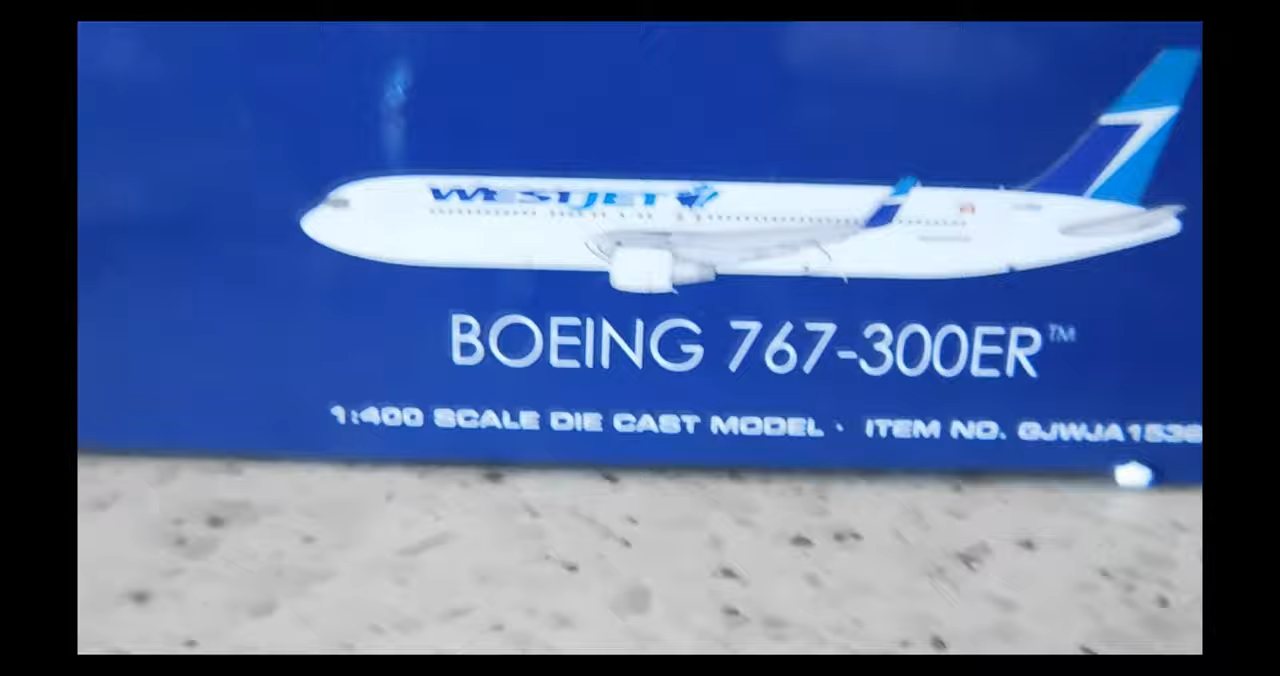 WESTJET
BOEING 767-300ER™
1:400 SCALE DIE CAST MODEL · ITEM NO.